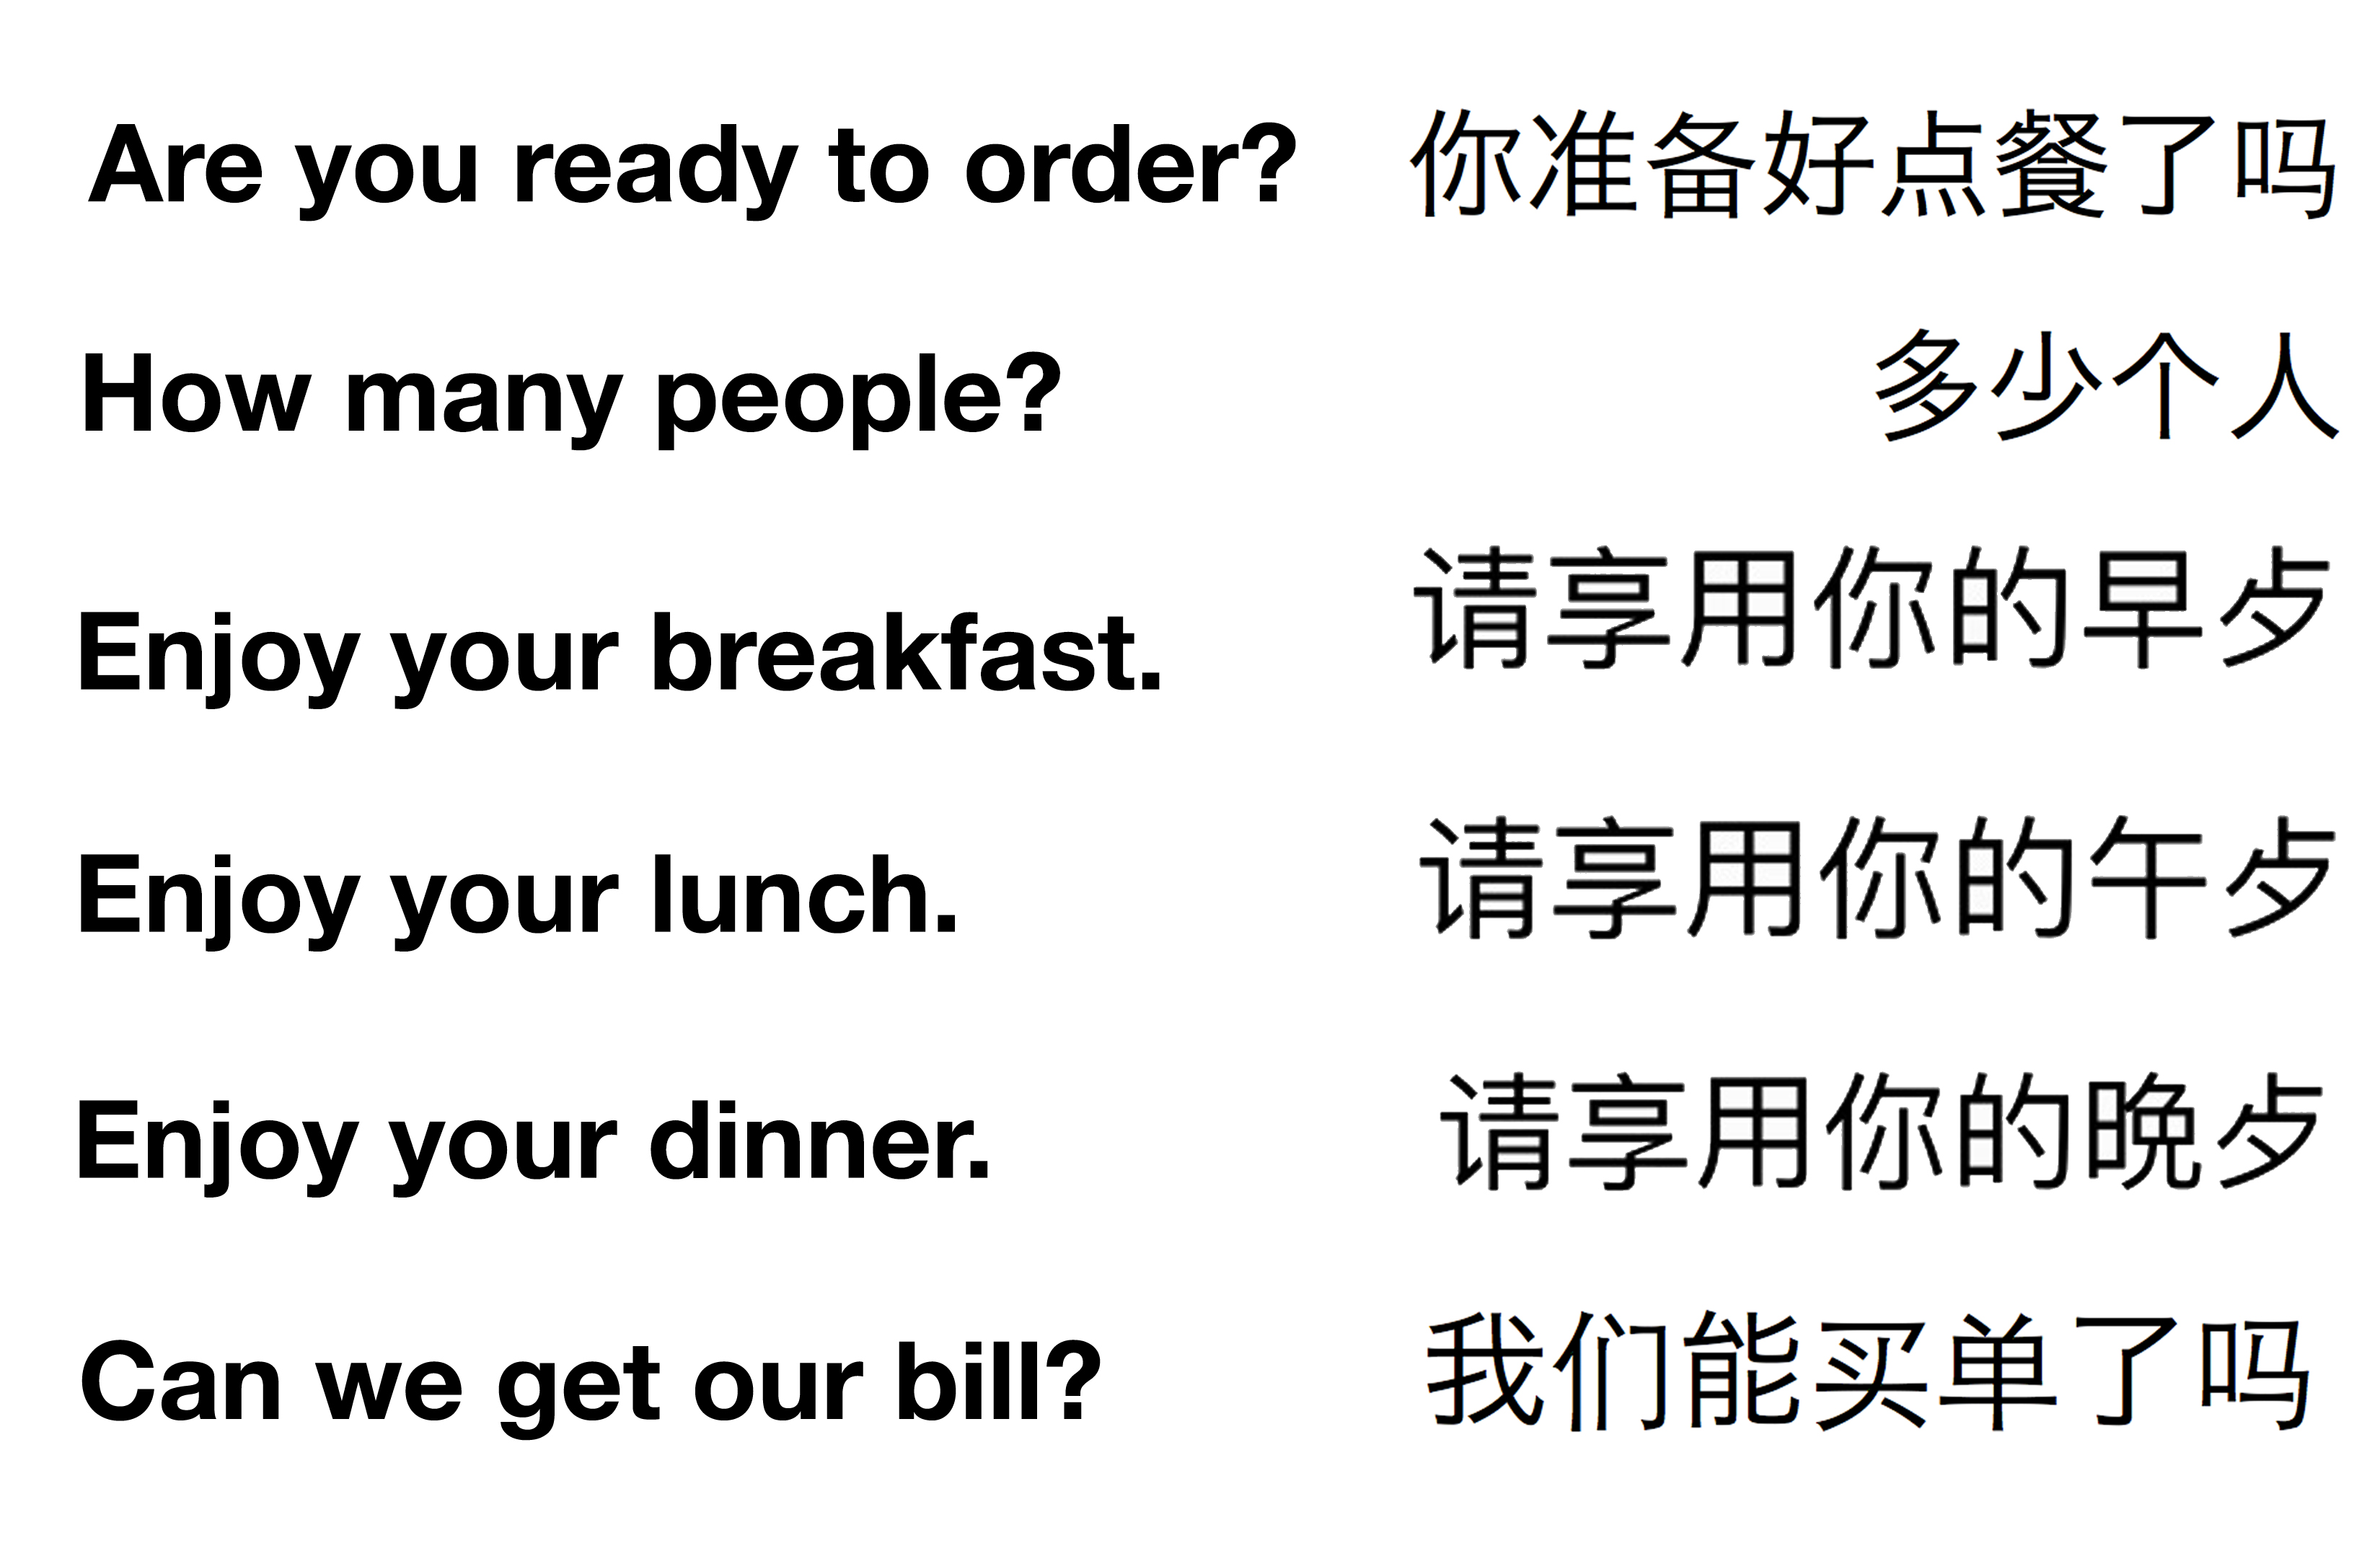 Are you ready to order? 你准备好点餐了吗
How many people? 多少个人
Enjoy your breakfast. 请享用你的早歺
Enjoy your lunch. 请享用你的午歺
Enjoy your dinner. 请享用你的晚歺
Can we get our bill? 我们能买单了吗